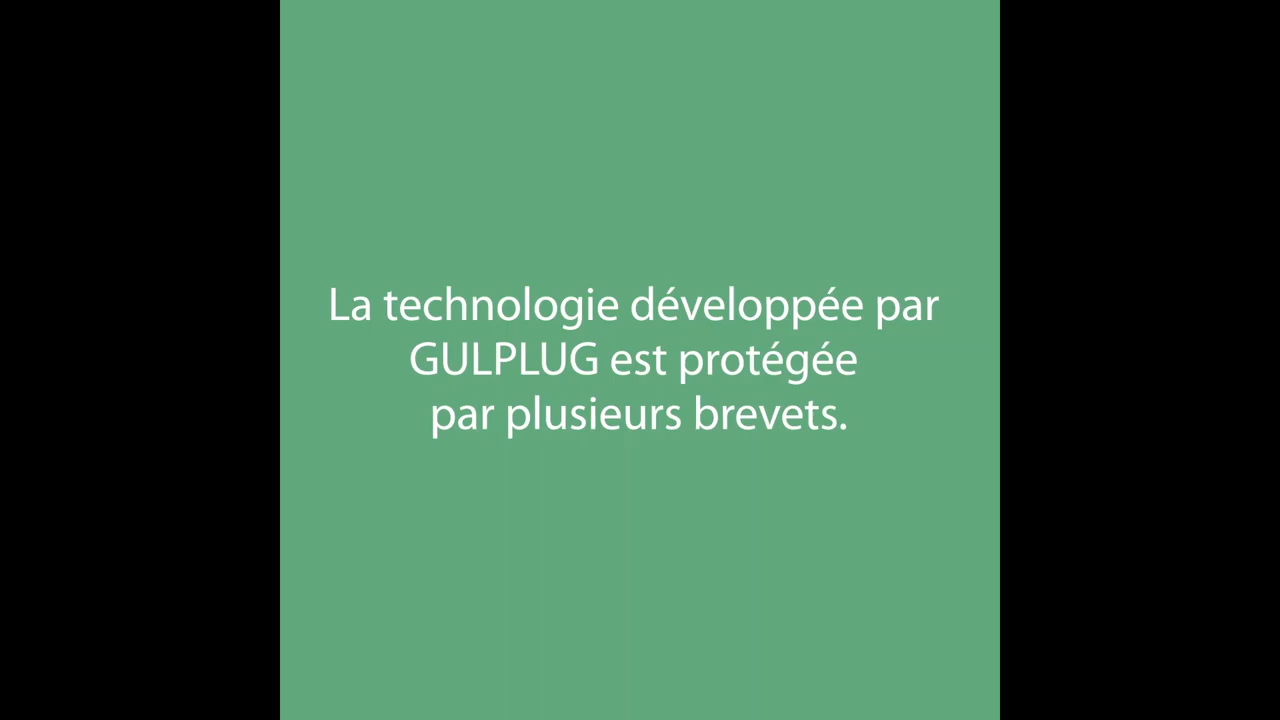 La technologie développée par
GULPLUG est protégée
par plusieurs brevets.